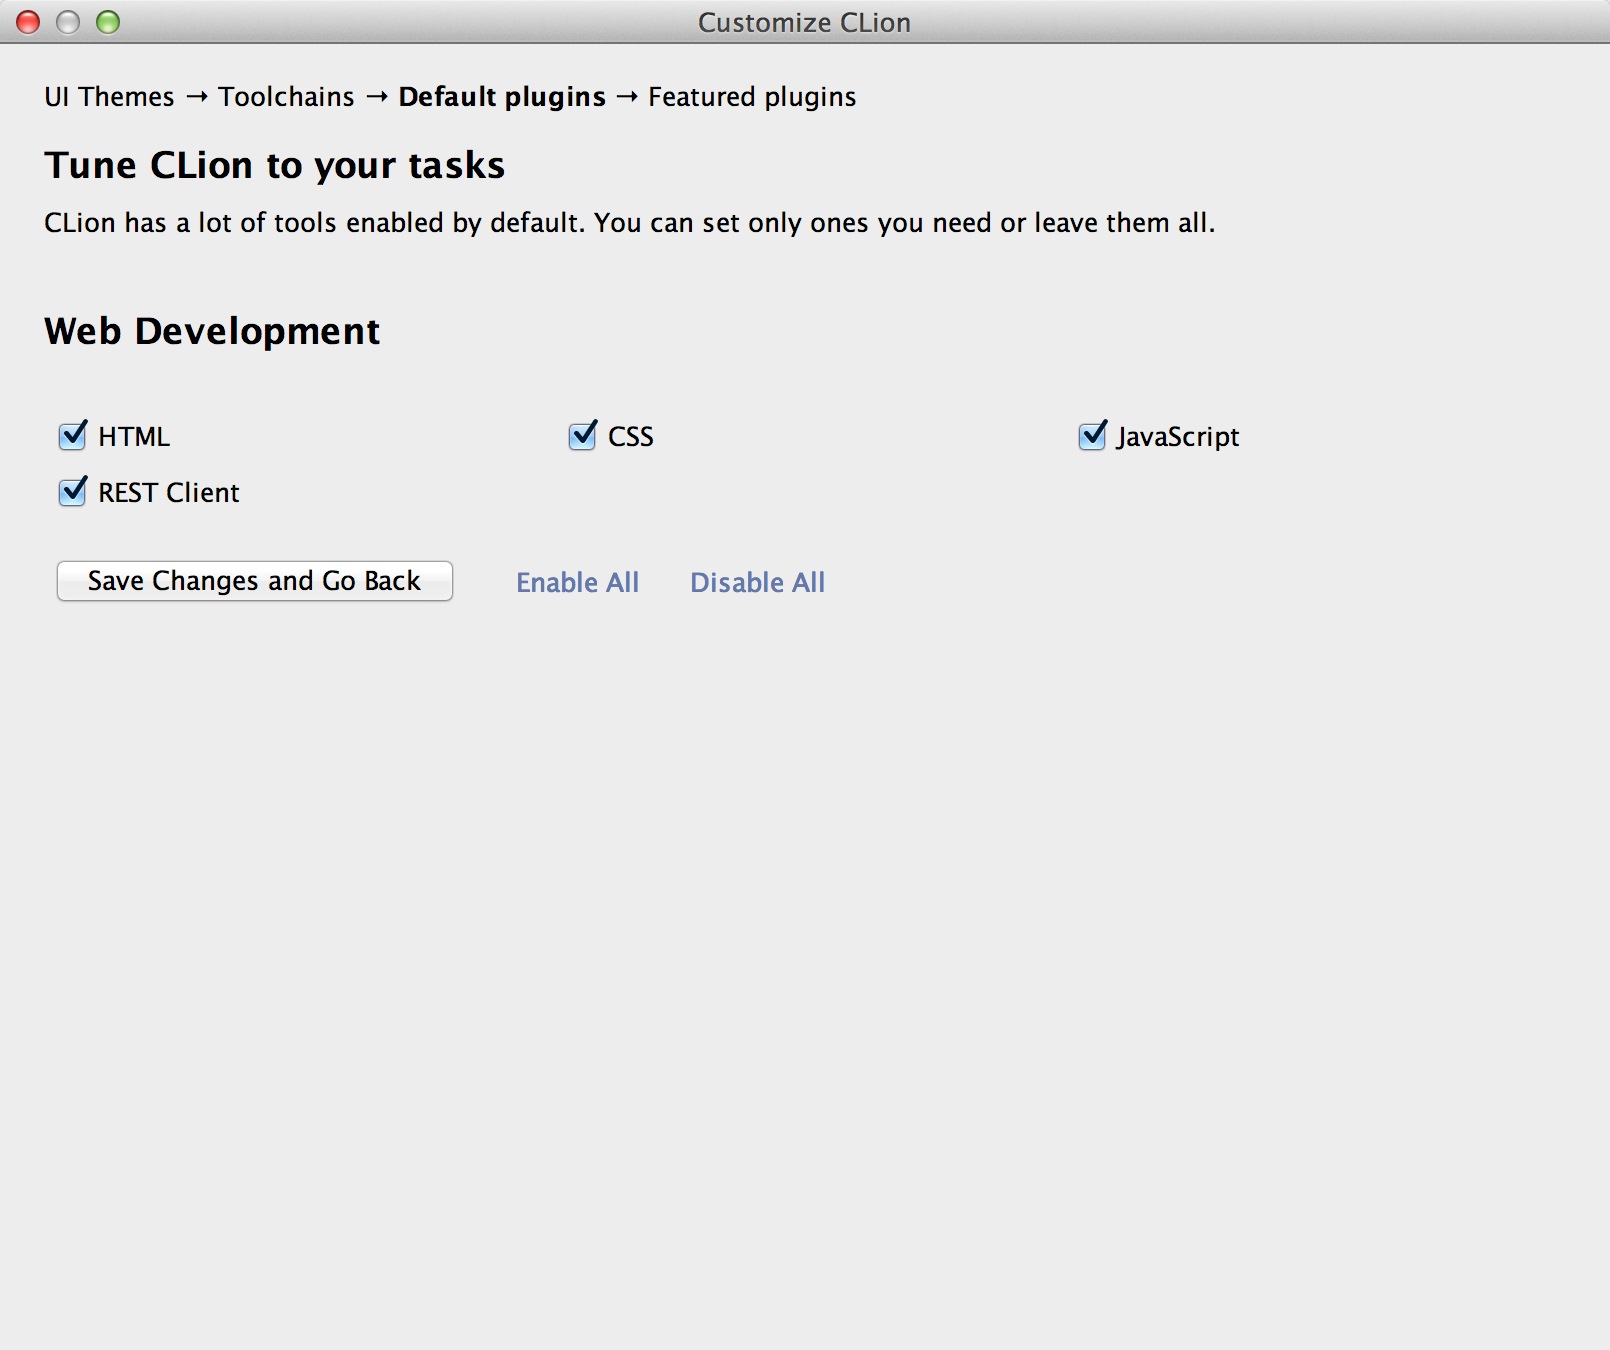 Customize CLion
UI Themes → Toolchains → Default plugins → Featured plugins
Tune CLion to your tasks
CLion has a lot of tools enabled by default. You can set only ones you need or leave them all.
Web Development
HTML CSS JavaScript
REST Client
Save Changes and Go Back Enable All Disable All